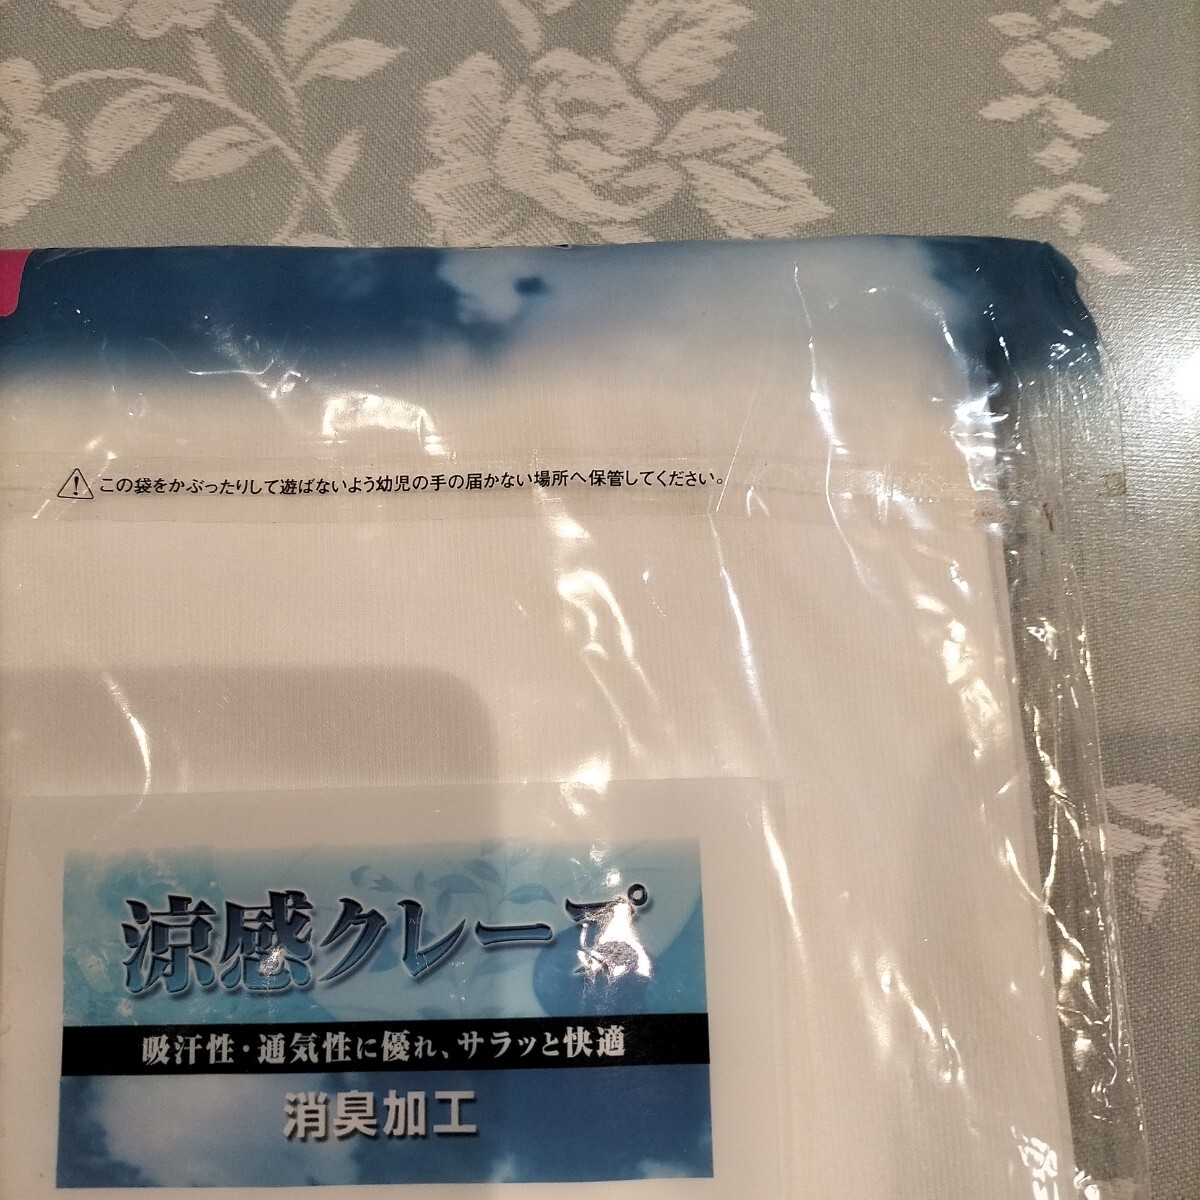 この袋をかぶったりして遊ばないよう幼児の手の届かない場所へ保管してください。
涼感クレープ
吸汗性・通気性に優れ、サラッと快適
消臭加工